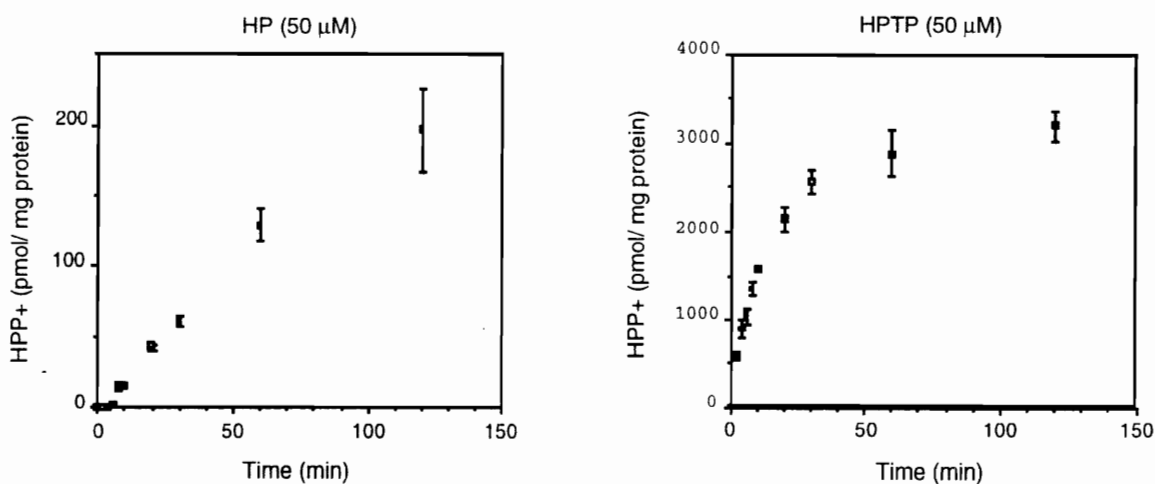 HP (50 µM)
HPP+ (pmol/ mg protein)
200
100
0
0 50 100 150
Time (min)
HPTP (50 µM)
HPP+ (pmol/ mg protein)
4000
3000
2000
1000
0
0 50 100 150
Time (min)